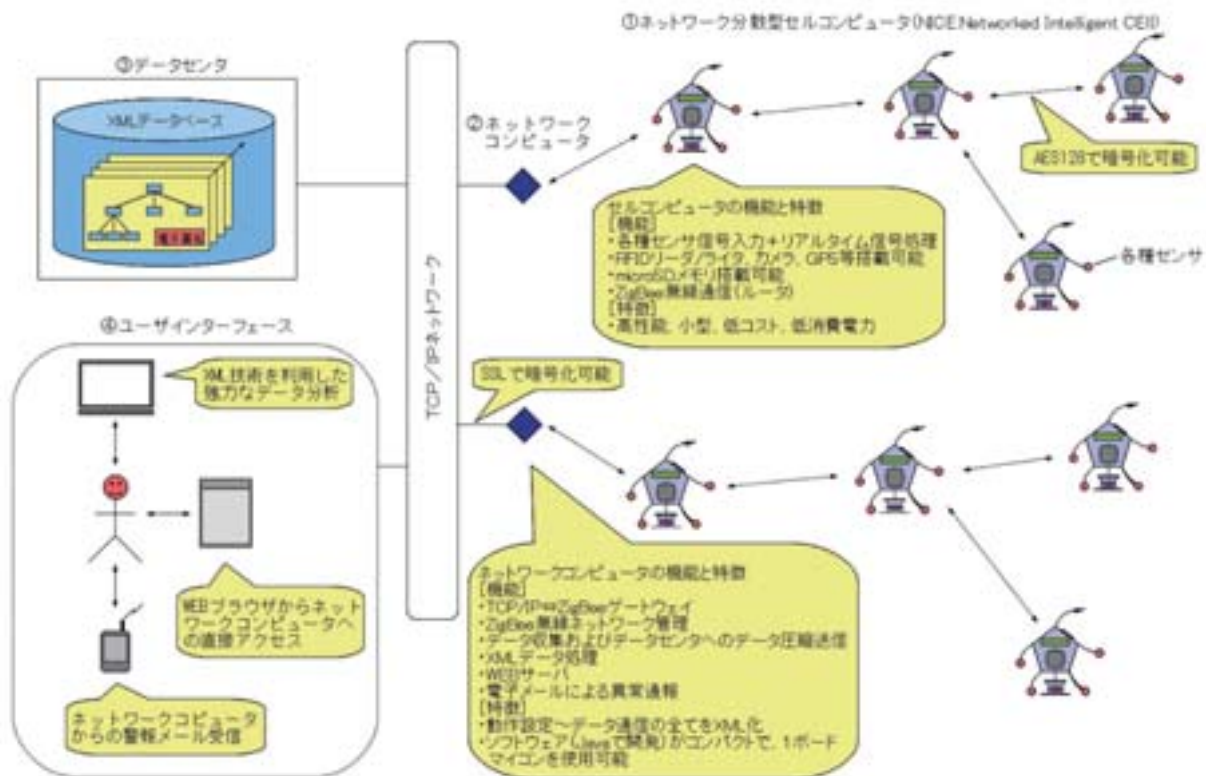 ①ネットワーク分散型セルコンピュータ(NICE:Networked Intelligent CEll)
③データセンタ
XMLデータベース
②ネットワーク
コンピュータ
TCP/IPネットワーク
AES128で暗号化可能
セルコンピュータの機能と特徴
[機能]
・各種センサ信号入力+リアルタイム信号処理
・RFIDリーダ/ライタ、カメラ、GPS等搭載可能
・microSDメモリ搭載可能
・ZigBee無線通信(ルータ)
[特徴]
・高性能、小型、低コスト、低消費電力
各種センサ
④ユーザインターフェース
XML技術を利用した
強力なデータ分析
WEBブラウザからネット
ワークコンピュータへ
の直接アクセス
ネットワークコピュータ
からの警報メール受信
SSLで暗号化可能
ネットワークコンピュータの機能と特徴
[機能]
・TCP/IP⇔ZigBeeゲートウェイ
・ZigBee無線ネットワーク管理
・データ収集およびデータセンタへのデータ圧縮送信
・XMLデータ処理
・WEBサーバ
・電子メールによる異常通報
[特徴]
・動作設定〜データ通信の全てをXML化
・ソフトウェア(Javaで開発)がコンパクトで、1ボード
マイコンを使用可能